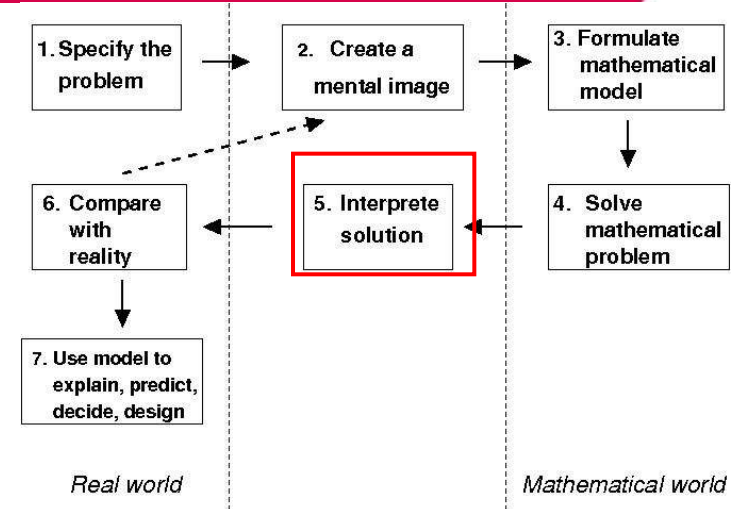 1. Specify the
problem
2. Create a
mental image
3. Formulate
mathematical
model
6. Compare
with
reality
5. Interprete
solution
4. Solve
mathematical
problem
7. Use model to
explain, predict,
decide, design
Real world
Mathematical world